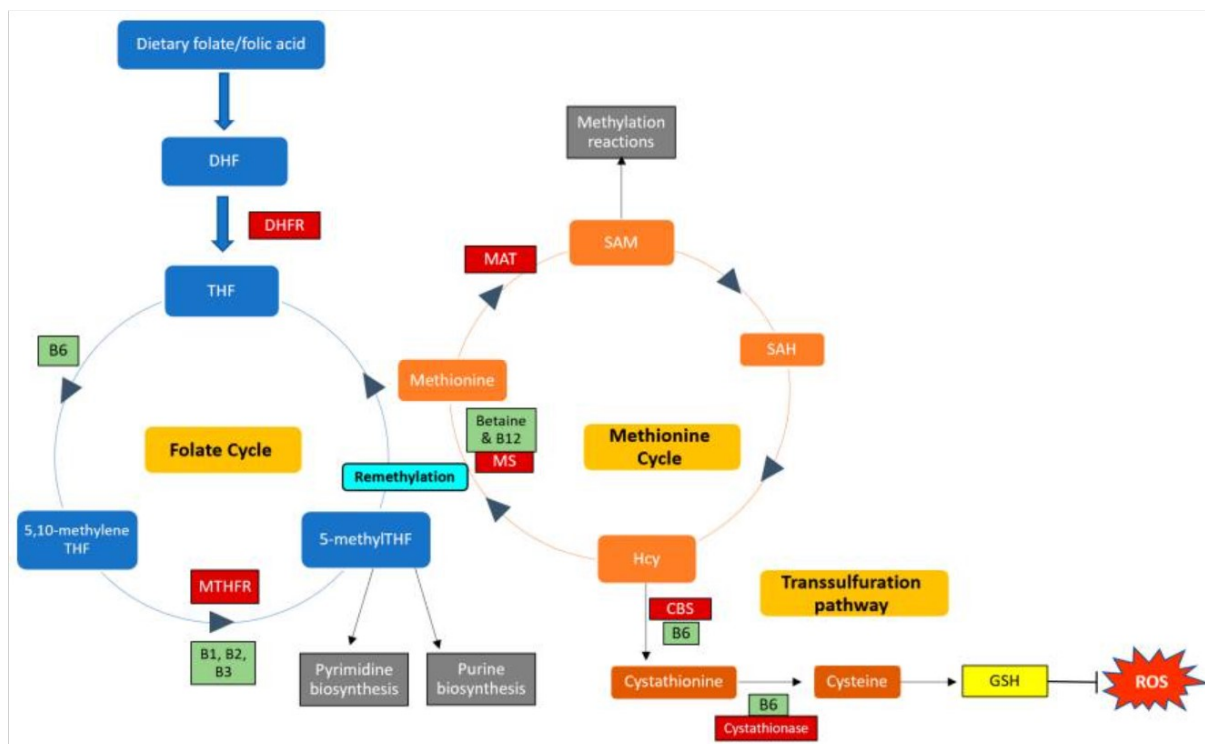 Dietary folate/folic acid
DHF
DHFR
THF
B6
Folate Cycle
5,10-methylene
THF
MTHFR
B1, B2,
B3
5-methylTHF
Remethylation
Pyrimidine
biosynthesis
Purine
biosynthesis
Methylation
reactions
SAM
MAT
SAH
Methionine
Betaine
& B12
MS
Methionine
Cycle
Hcy
Transsulfuration
pathway
CBS
B6
Cystathionine
B6
Cystathionase
Cysteine
GSH
ROS